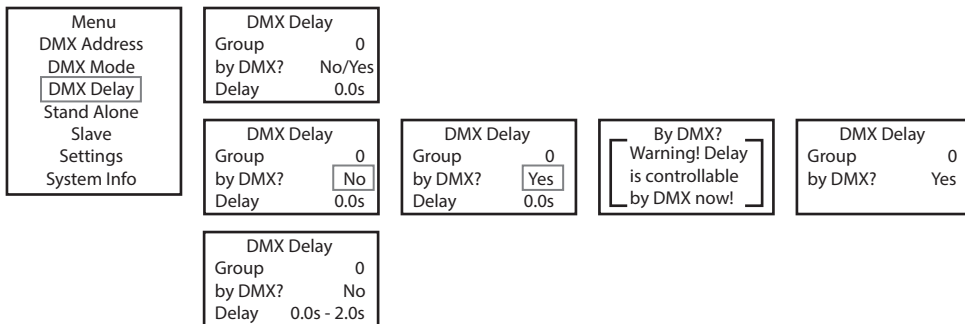 Menu
DMX Address
DMX Mode
DMX Delay
Stand Alone
Slave
Settings
System Info
DMX Delay
Group 0
by DMX? No/Yes
Delay 0.0s
DMX Delay
Group 0
by DMX? No
Delay 0.0s
DMX Delay
Group 0
by DMX? Yes
Delay 0.0s
By DMX?
Warning! Delay
is controllable
by DMX now!
DMX Delay
Group 0
by DMX? Yes
DMX Delay
Group 0
by DMX? No
Delay 0.0s - 2.0s